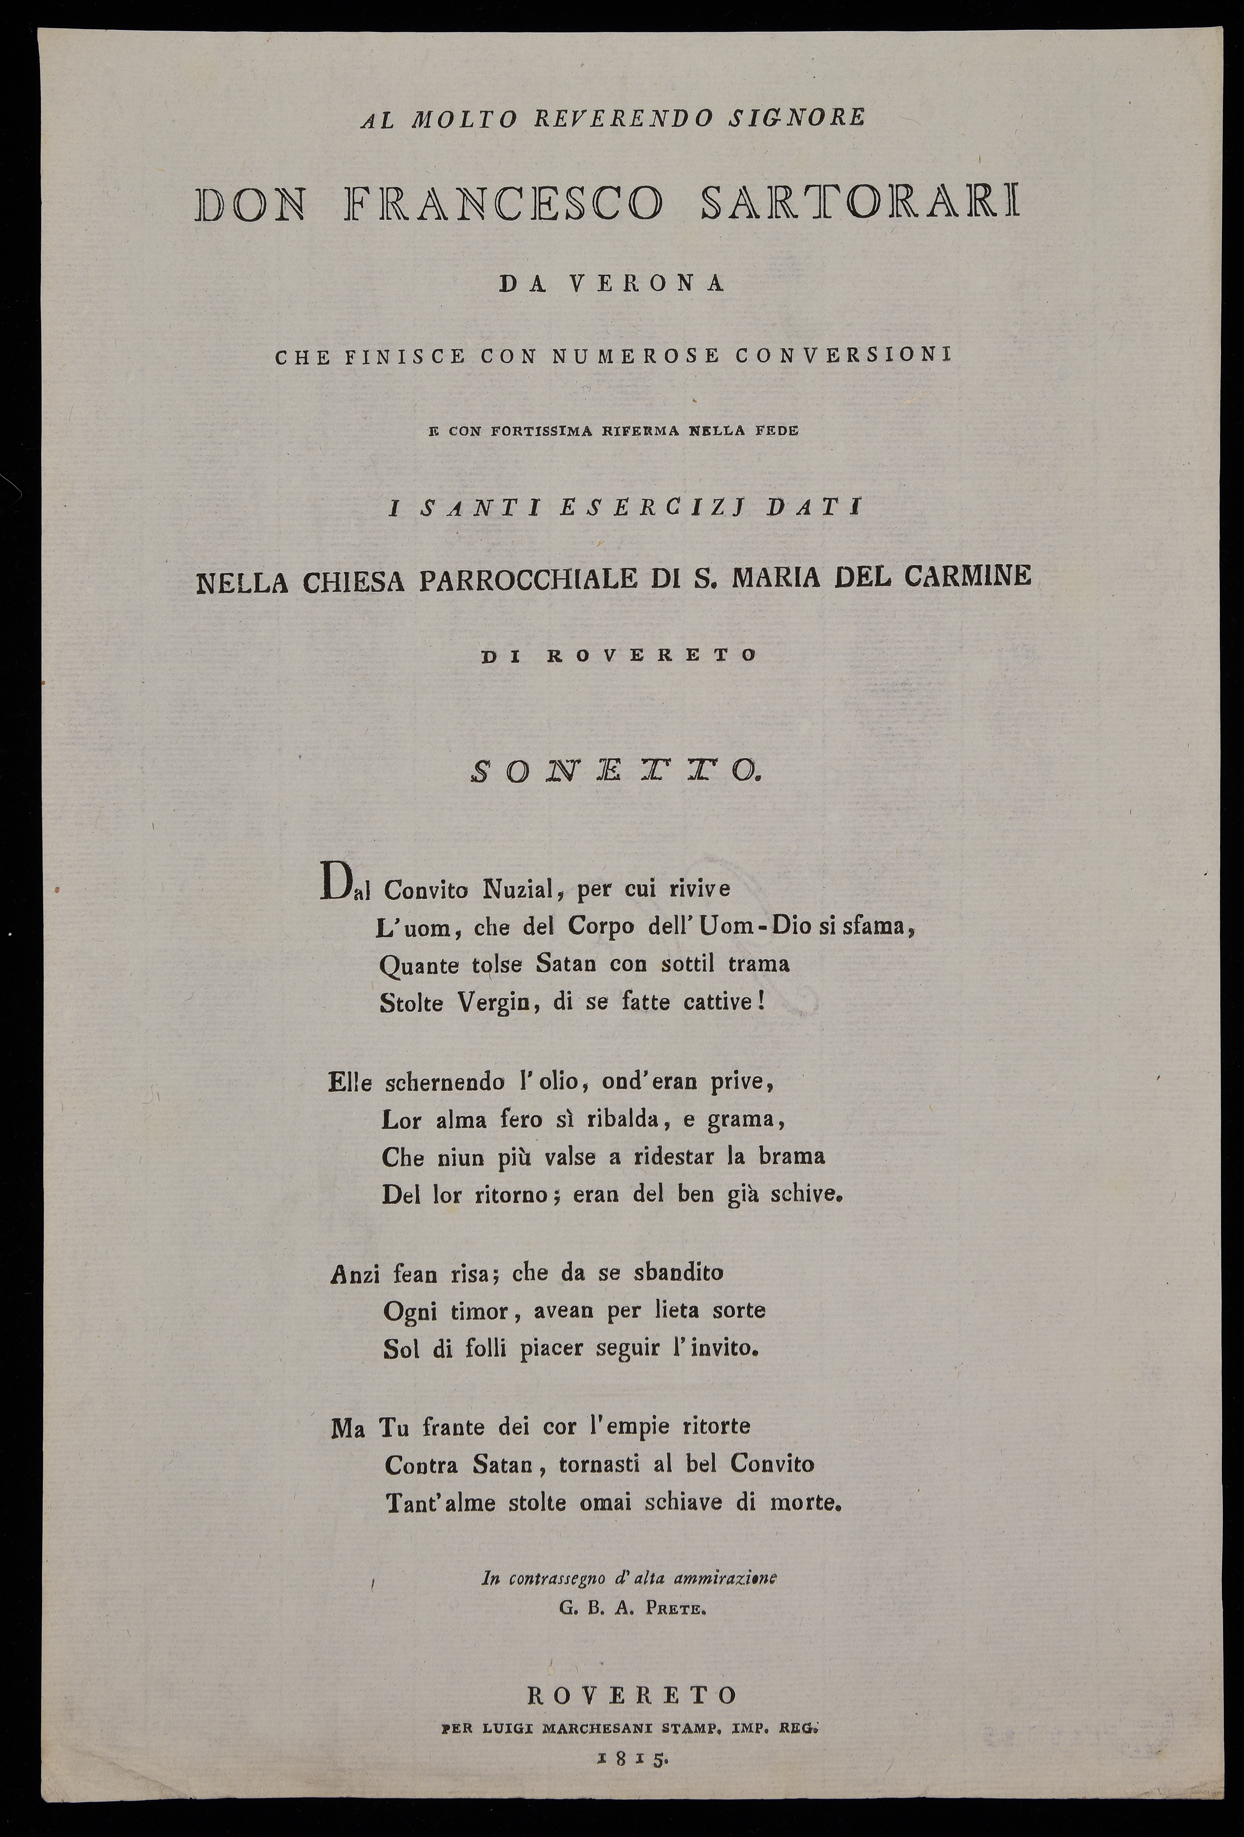 AL MOLTO REVERENDO SIGNORE
DON FRANCESCO SARTORARI
DA VERONA
CHE FINISCE CON NUMEROSE CONVERSIONI
E CON FORTISSIMA RIFERMA NELLA FEDE
I SANTI ESERCIZJ DATI
NELLA CHIESA PARROCCHIALE DI S. MARIA DEL CARMINE
DI ROVERETO
SONETTO.
Dal Convito Nuzial, per cui rivive
L'uom, che del Corpo dell' Uom-Dio si sfama,
Quante tolse Satan con sottil trama
Stolte Vergin, di se fatte cattive!
Elle schernendo l'olio, ond'eran prive,
Lor alma fero sì ribalda, e grama,
Che niun più valse a ridestar la brama
Del lor ritorno; eran del ben già schive.
Anzi fean risa; che da se sbandito
Ogni timor, avean per lieta sorte
Sol di folli piacer seguir l'invito.
Ma Tu frante dei cor l'empie ritorte
Contra Satan, tornasti al bel Convito
Tant'alme stolte omai schiave di morte.
In contrassegno d'alta ammirazione
G. B. A. PRETE.
ROVERETO
PER LUIGI MARCHESANI STAMP. IMP. REG.
1815.